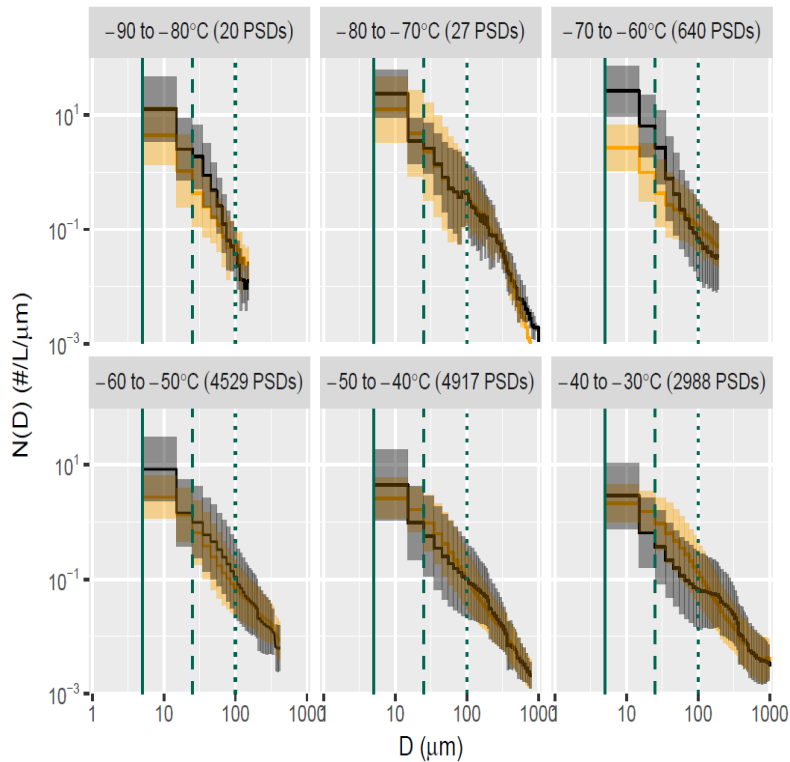 −90 to −80°C (20 PSDs)
−80 to −70°C (27 PSDs)
−70 to −60°C (640 PSDs)
10¹
10⁻¹
10⁻³
−60 to −50°C (4529 PSDs)
−50 to −40°C (4917 PSDs)
−40 to −30°C (2988 PSDs)
10¹
10⁻¹
10⁻³
N(D) (#/L/μm)
1 10 100 1000
1 10 100 1000
1 10 100 1000
D (μm)